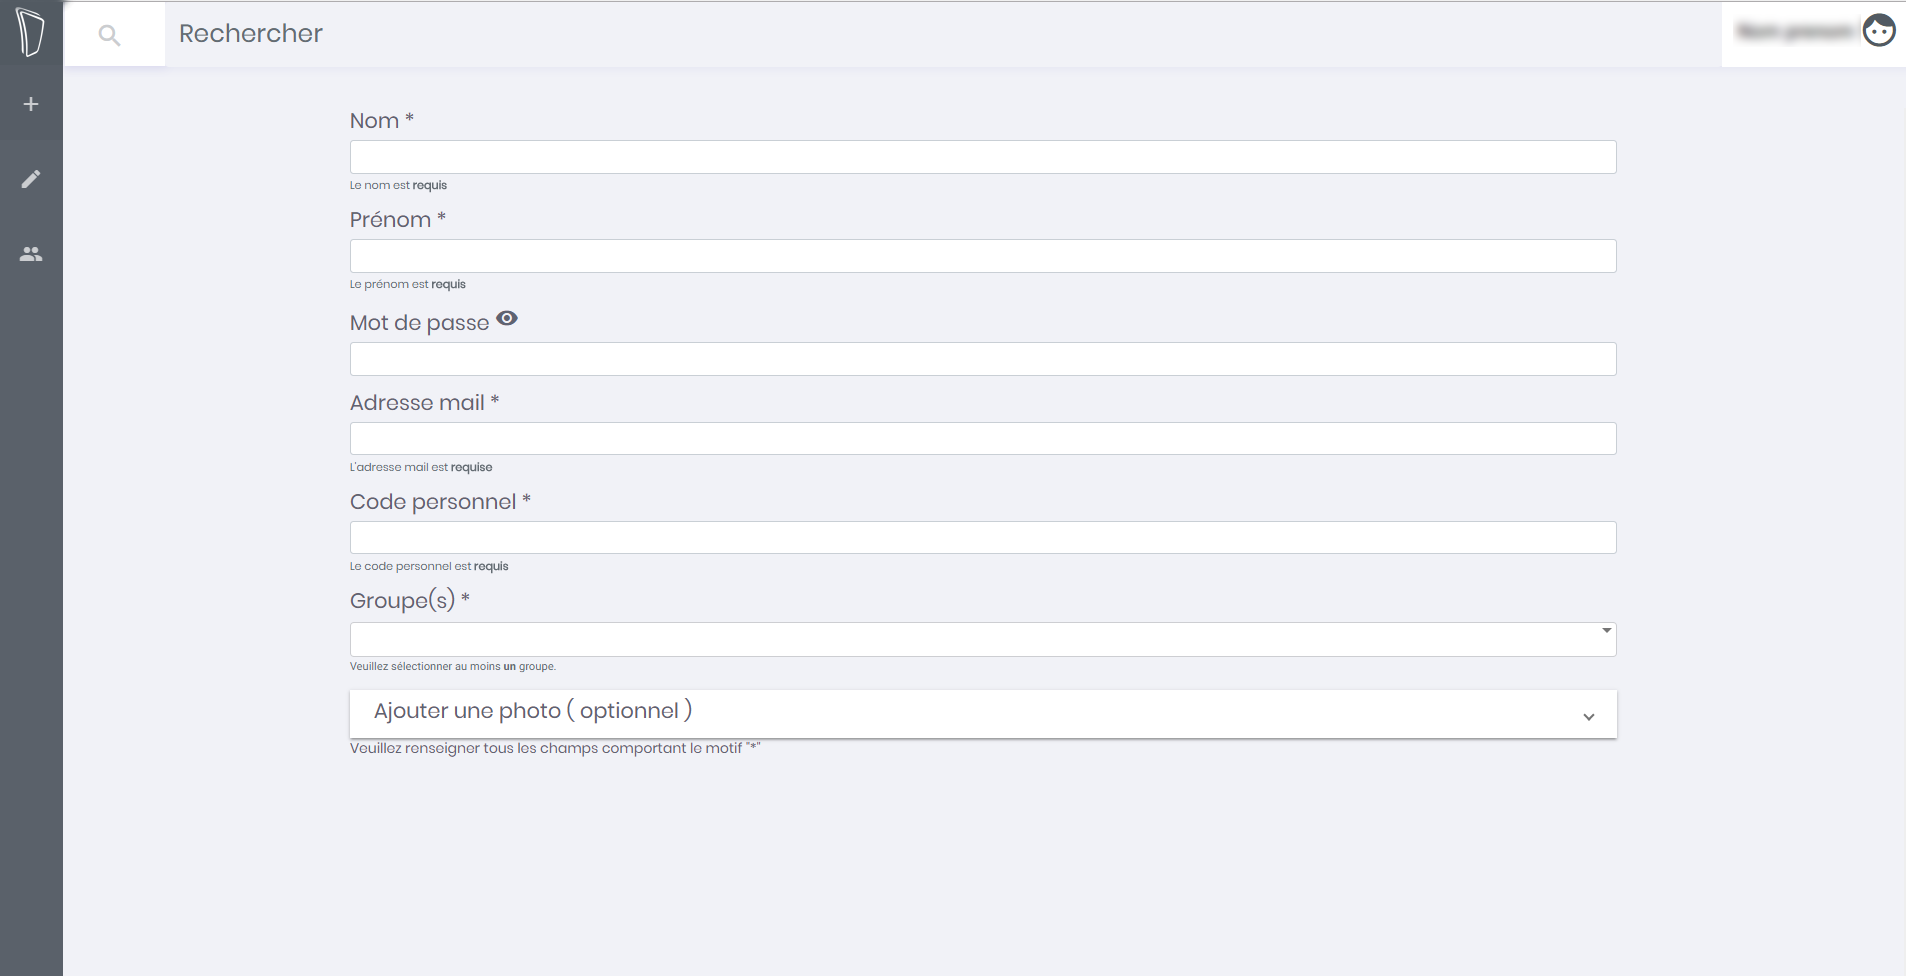 Rechercher
Nom *
Le nom est requis
Prénom *
Le prénom est requis
Mot de passe
Adresse mail *
L'adresse mail est requise
Code personnel *
Le code personnel est requis
Groupe(s) *
Veuillez sélectionner au moins un groupe.
Ajouter une photo ( optionnel )
Veuillez renseigner tous les champs comportant le motif "*"